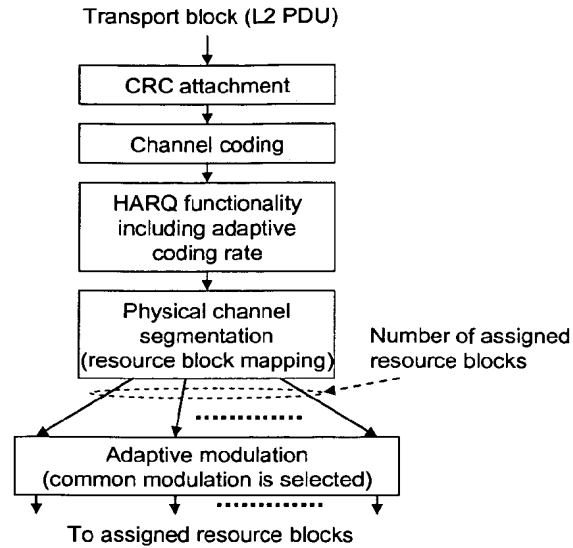 Transport block (L2 PDU)
CRC attachment
Channel coding
HARQ functionality
including adaptive
coding rate
Physical channel
segmentation
(resource block mapping)
Number of assigned
resource blocks
Adaptive modulation
(common modulation is selected)
To assigned resource blocks